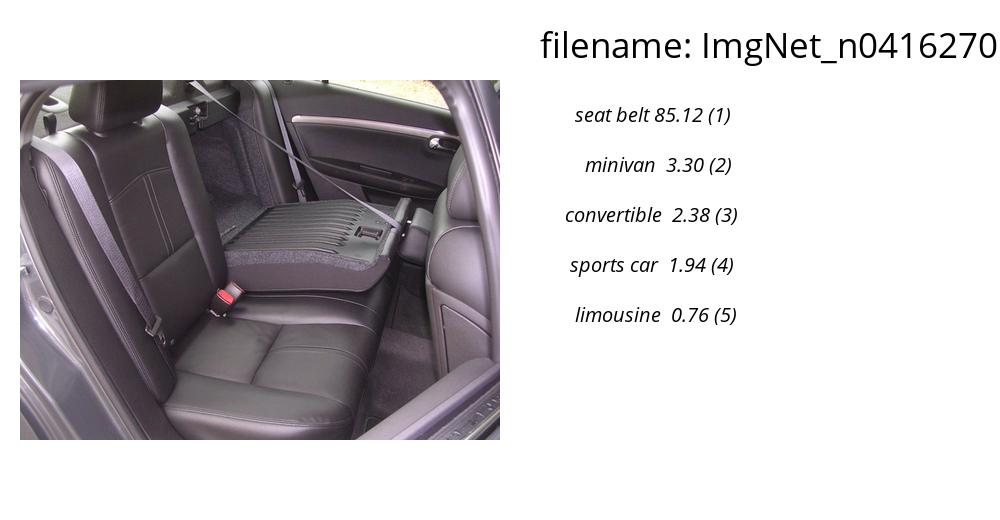 filename: ImgNet_n0416270
seat belt 85.12 (1)
minivan 3.30 (2)
convertible 2.38 (3)
sports car 1.94 (4)
limousine 0.76 (5)